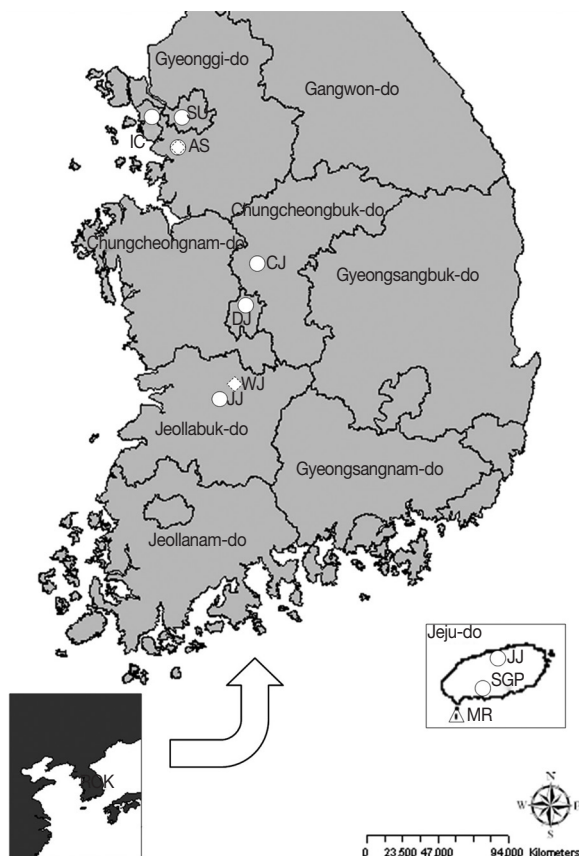 Gyeonggi-do
Gangwon-do
SU
IC
AS
Chungcheongbuk-do
Chungcheongnam-do
CJ
Gyeongsangbuk-do
DJ
WJ
JJ
Jeollabuk-do
Gyeongsangnam-do
Jeollanam-do
Jeju-do
JJ
SGP
MR
ROK
N
W E
S
0 23.500 47.000 94.000 Kilometers